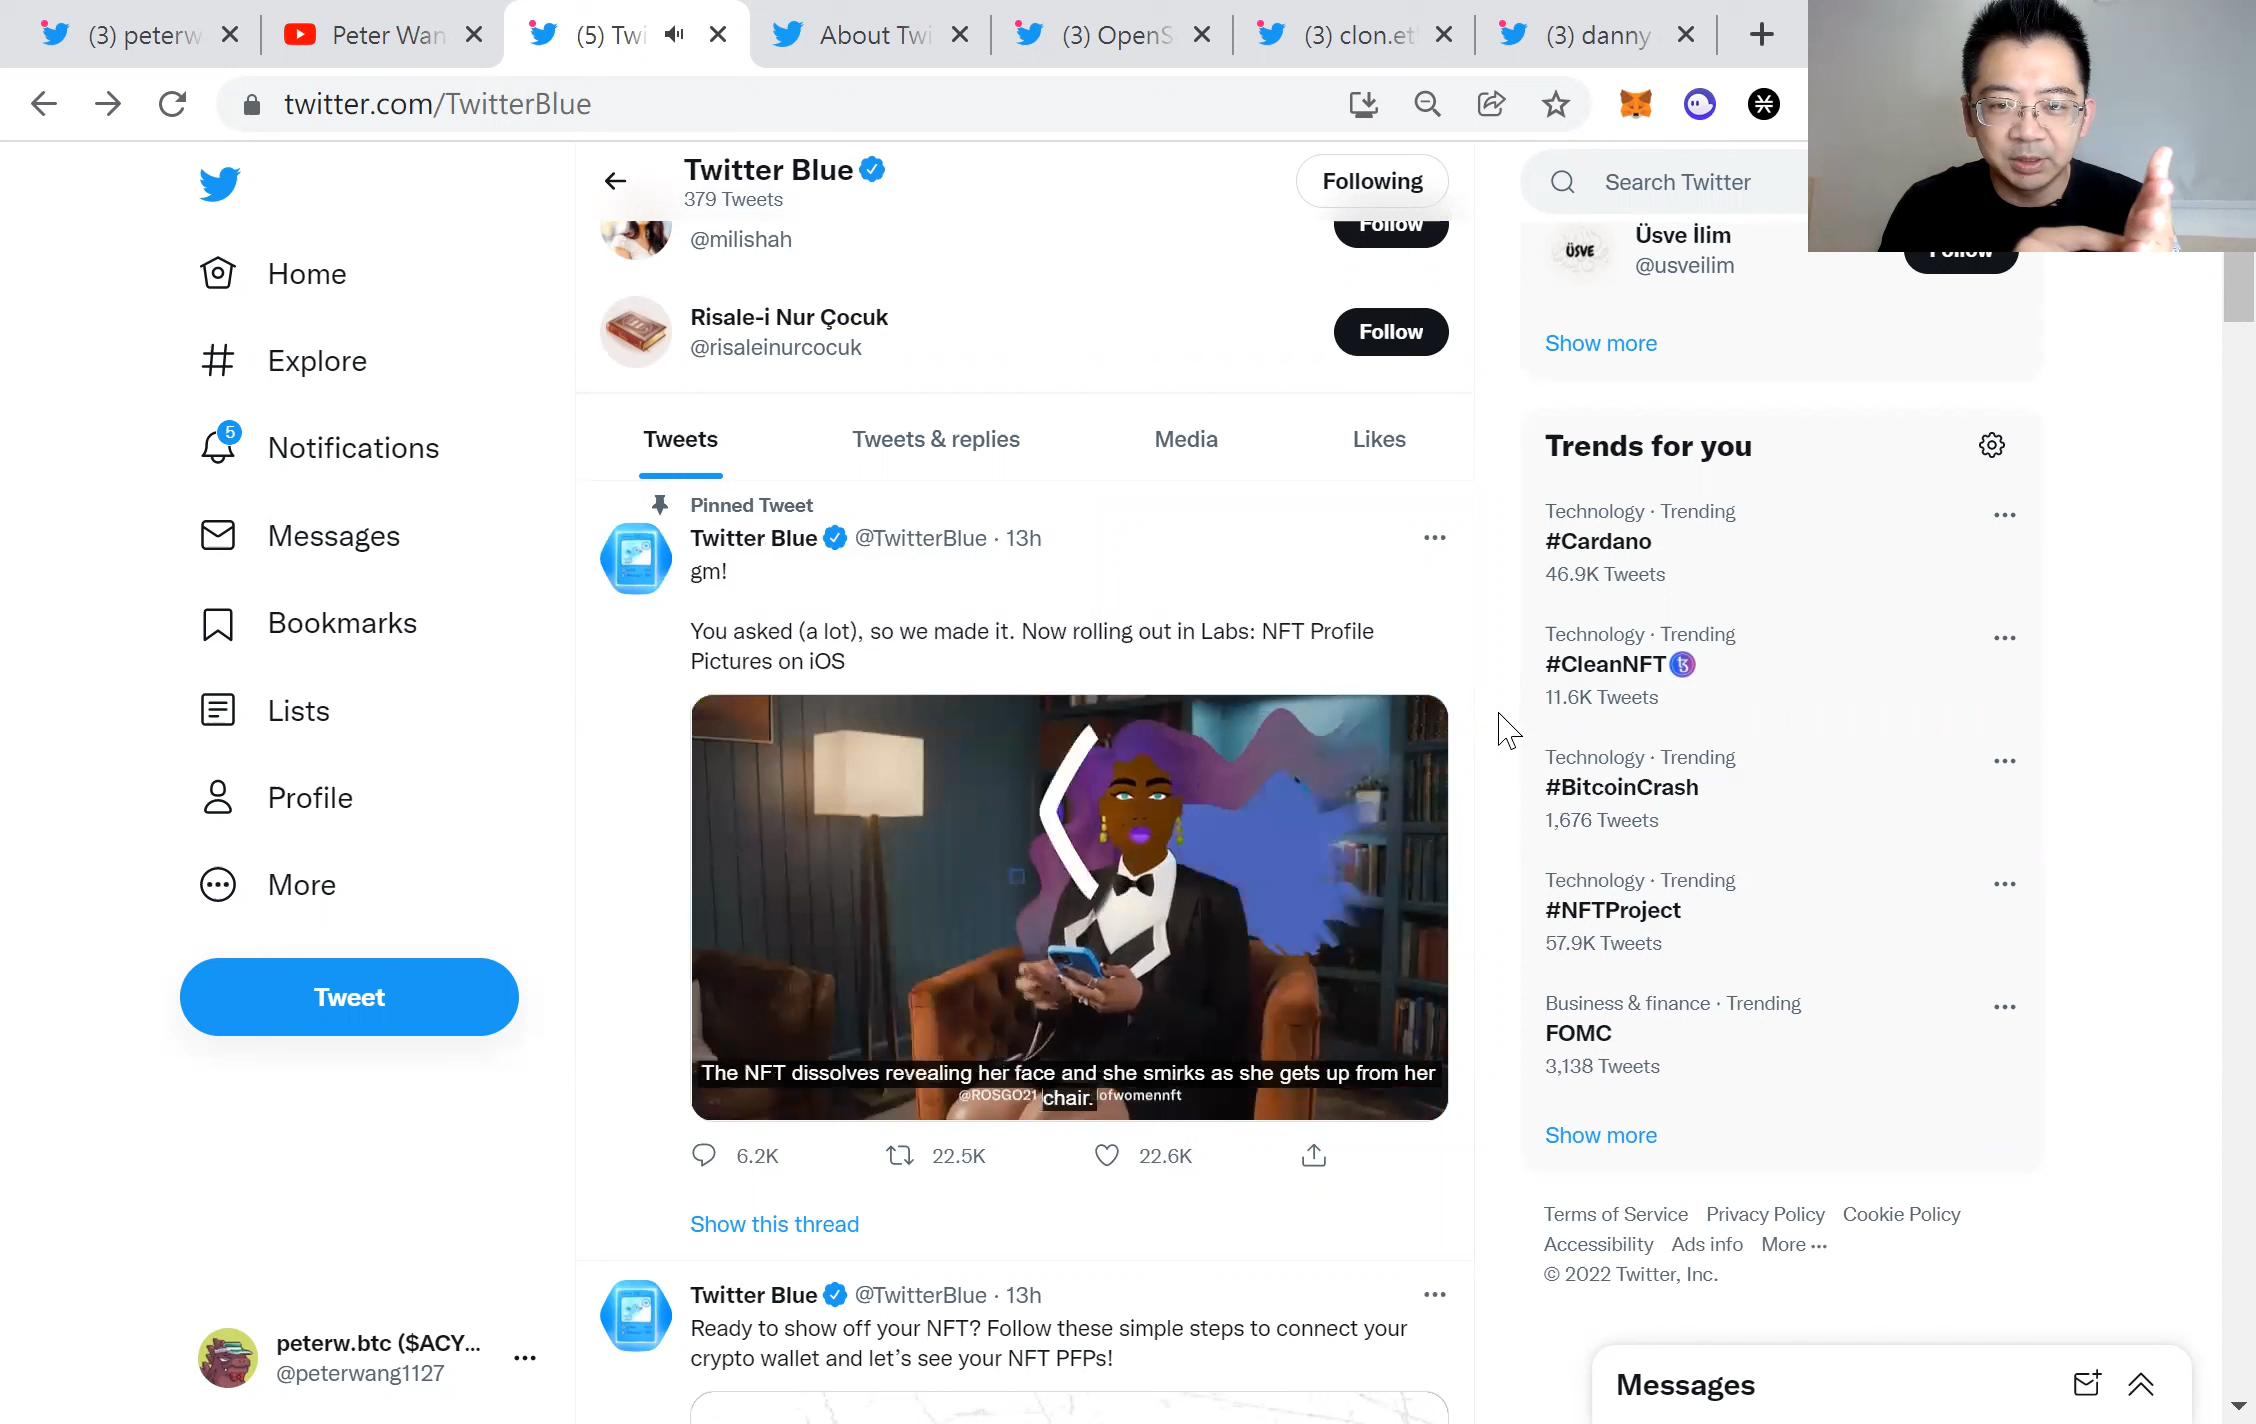 (3) peterw
Peter Wan
(5) Twi
About Twi
(3) OpenS
(3) clon.et
(3) danny
twitter.com/TwitterBlue
Home
Explore
5
Notifications
Messages
Bookmarks
Lists
Profile
More
Tweet
peterw.btc ($ACY...
@peterwang1127
Twitter Blue
379 Tweets
Following
@milishah
Follow
Risale-i Nur Çocuk
@risaleinurcocuk
Follow
Tweets
Tweets & replies
Media
Likes
Pinned Tweet
Twitter Blue @TwitterBlue · 13h
gm!
You asked (a lot), so we made it. Now rolling out in Labs: NFT Profile
Pictures on iOS
The NFT dissolves revealing her face and she smirks as she gets up from her
chair.
@ROSGO21
ofwomennft
6.2K
22.5K
22.6K
Show this thread
Twitter Blue @TwitterBlue · 13h
Ready to show off your NFT? Follow these simple steps to connect your
crypto wallet and let's see your NFT PFPs!
Search Twitter
ÜSVE
Üsve İlim
@usveilim
Follow
Show more
Trends for you
Technology · Trending
#Cardano
46.9K Tweets
Technology · Trending
#CleanNFT
11.6K Tweets
Technology · Trending
#BitcoinCrash
1,676 Tweets
Technology · Trending
#NFTProject
57.9K Tweets
Business & finance · Trending
FOMC
3,138 Tweets
Show more
Terms of Service Privacy Policy Cookie Policy
Accessibility Ads info More ···
© 2022 Twitter, Inc.
Messages